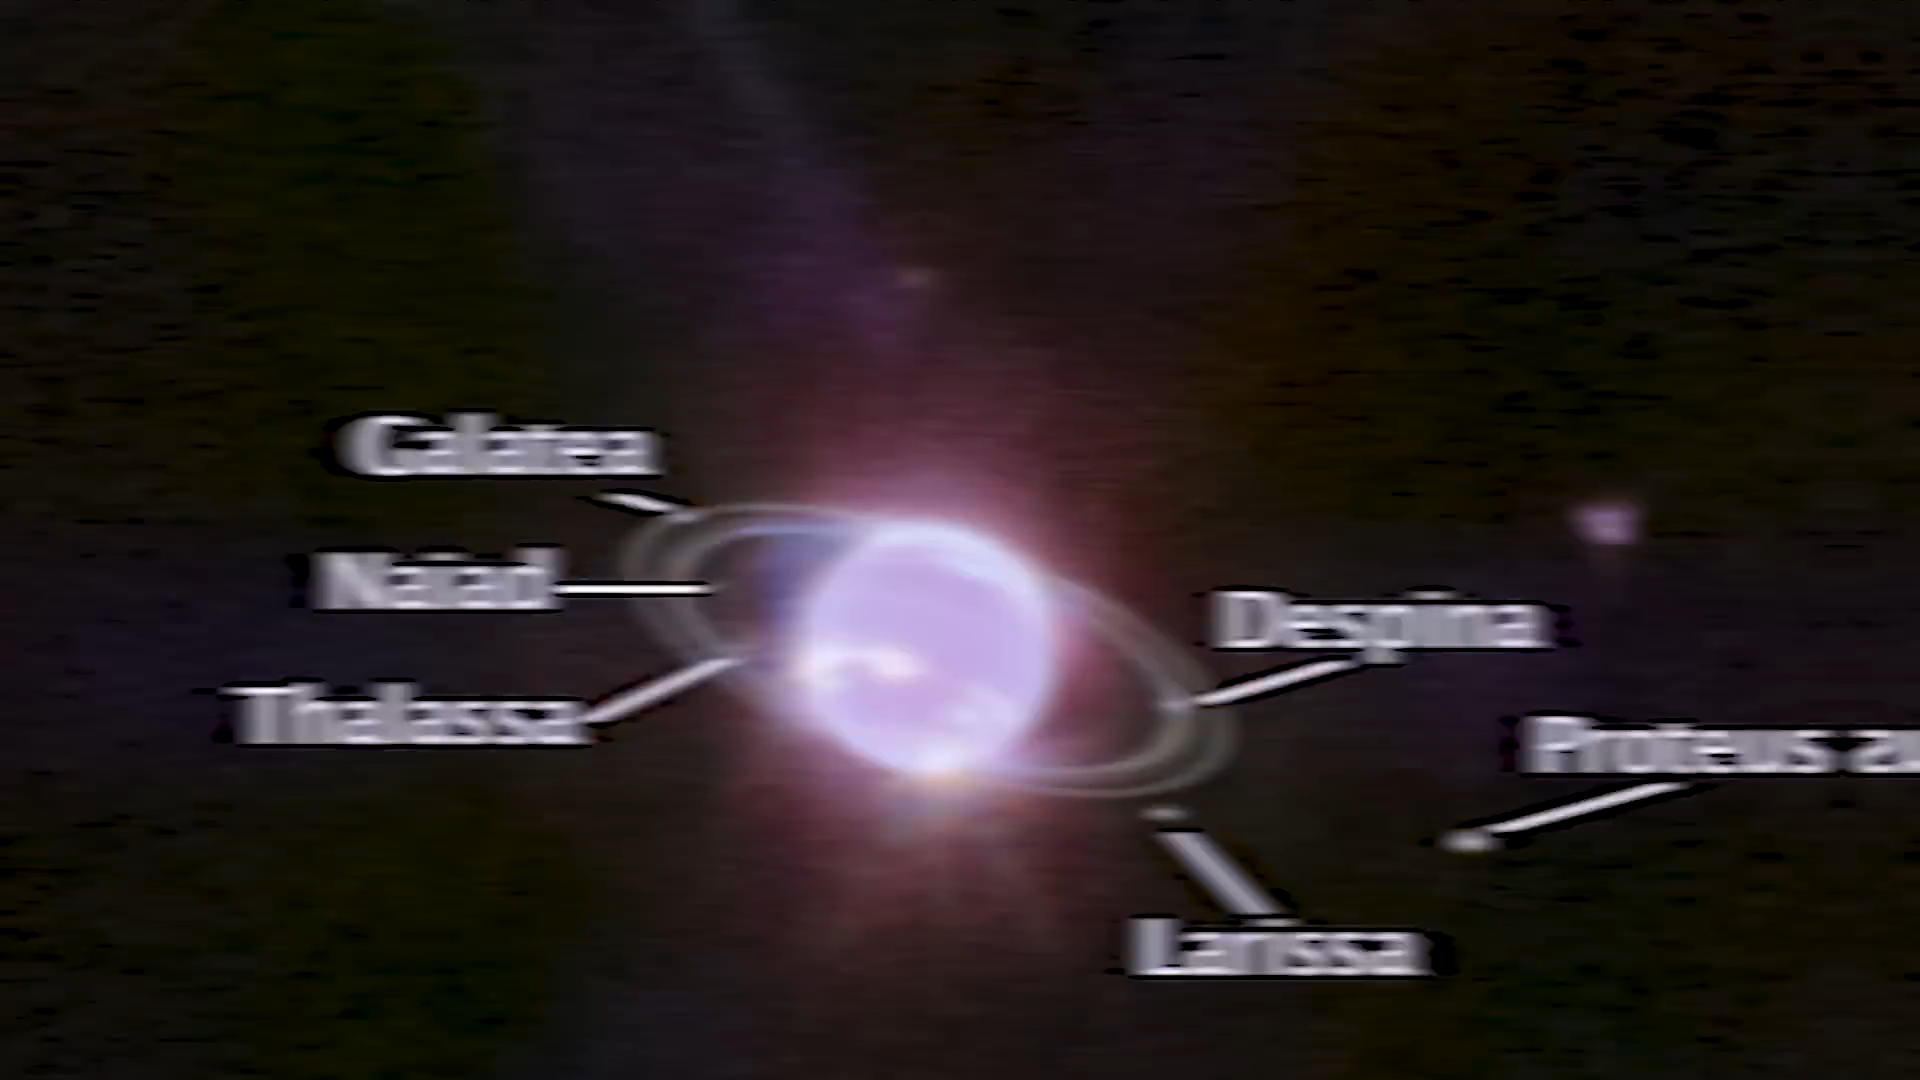 Galatea
Naiad
Thalassa
Despina
Proteus
Larissa